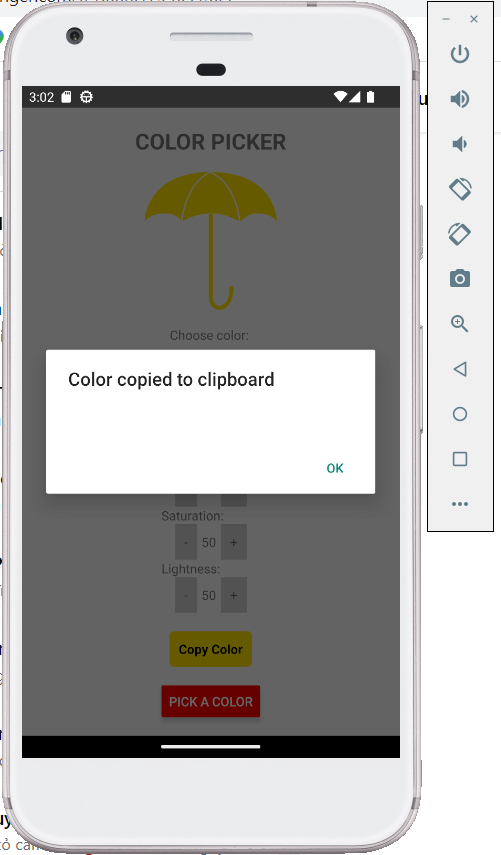 3:02
COLOR PICKER
Choose color:
Color copied to clipboard
OK
Saturation:
- 50 +
Lightness:
- 50 +
Copy Color
PICK A COLOR